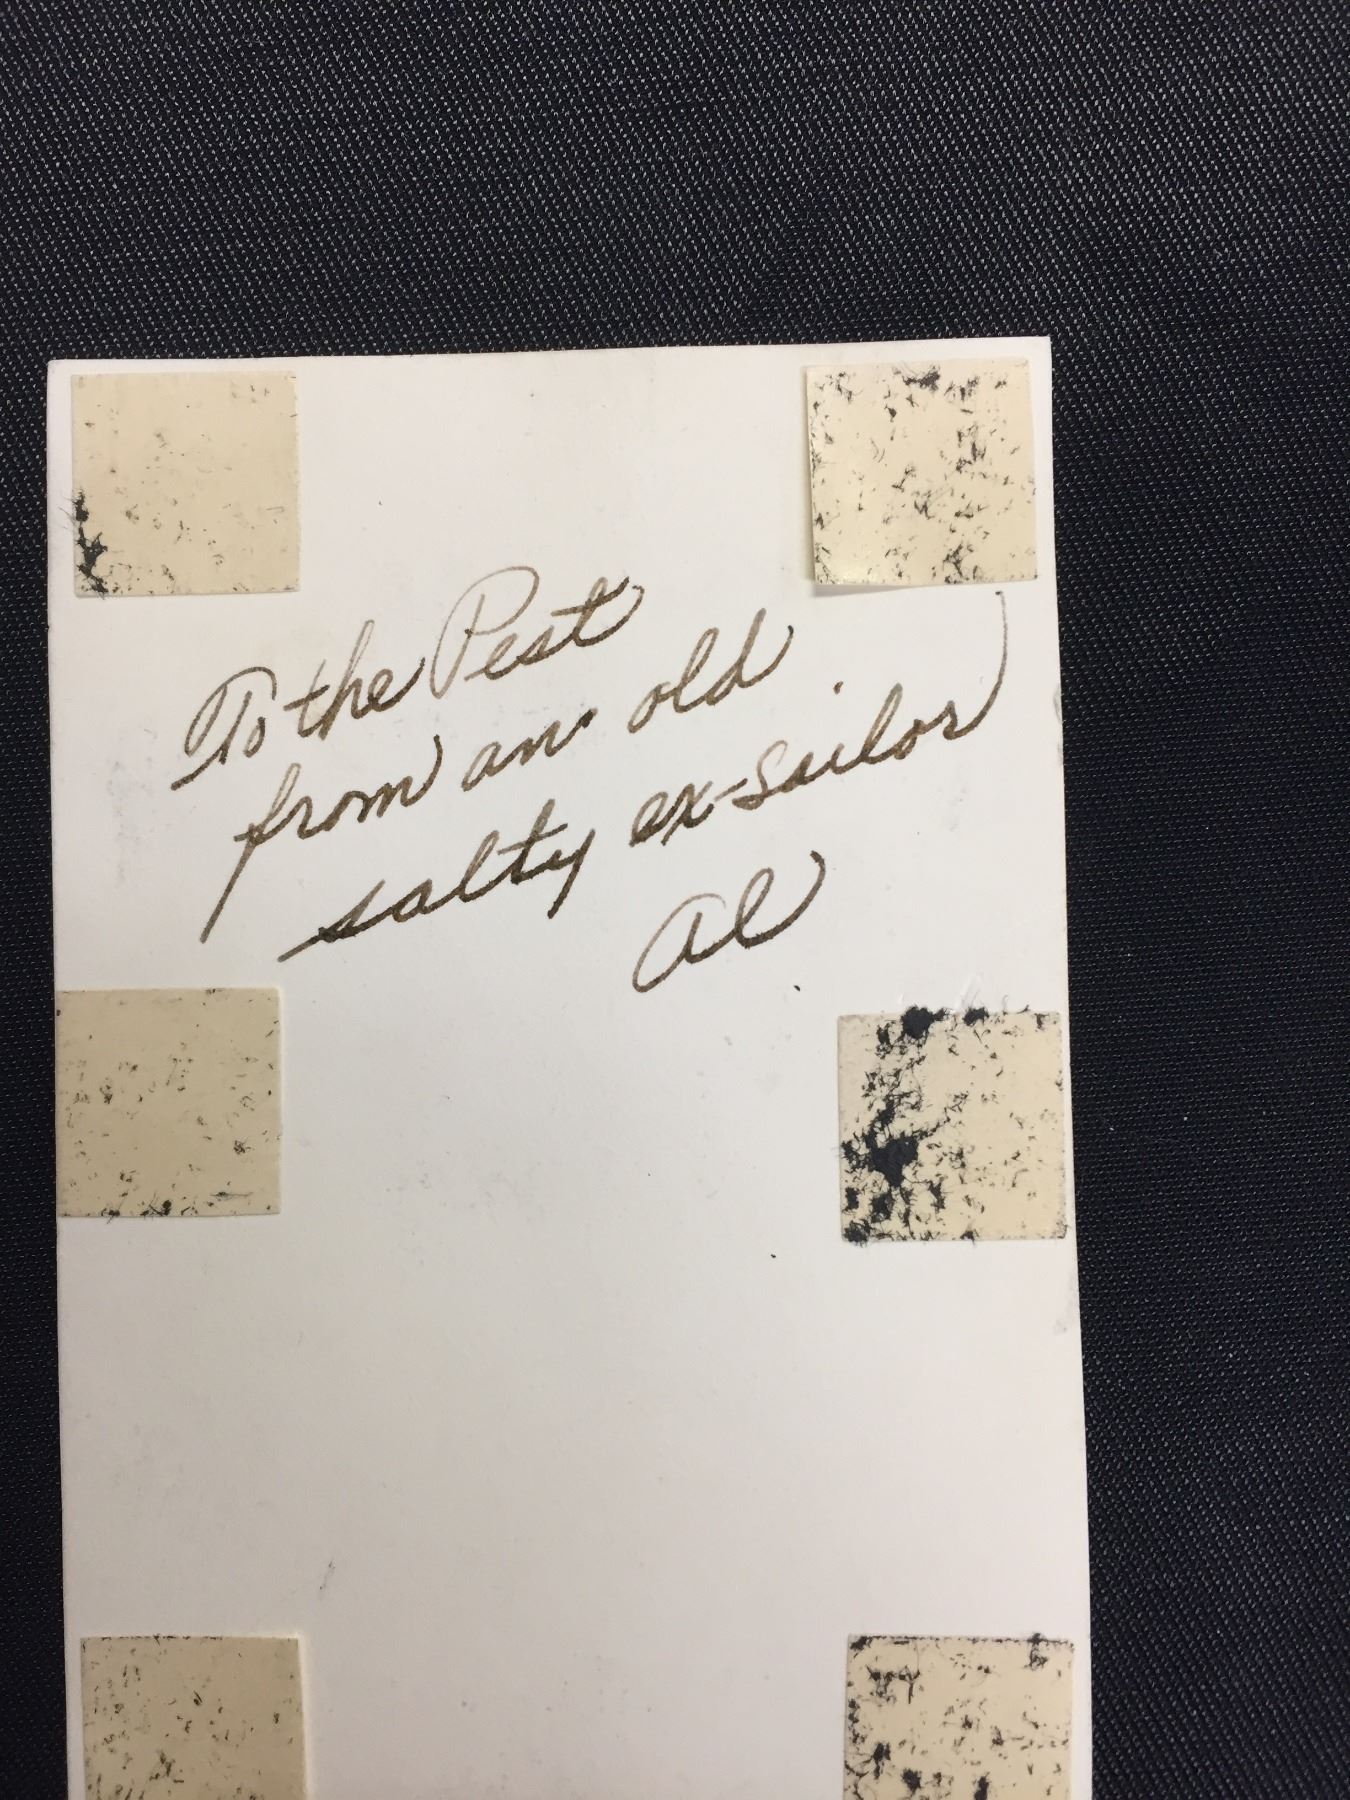 To the Pest
from an old
salty ex-sailor
Al